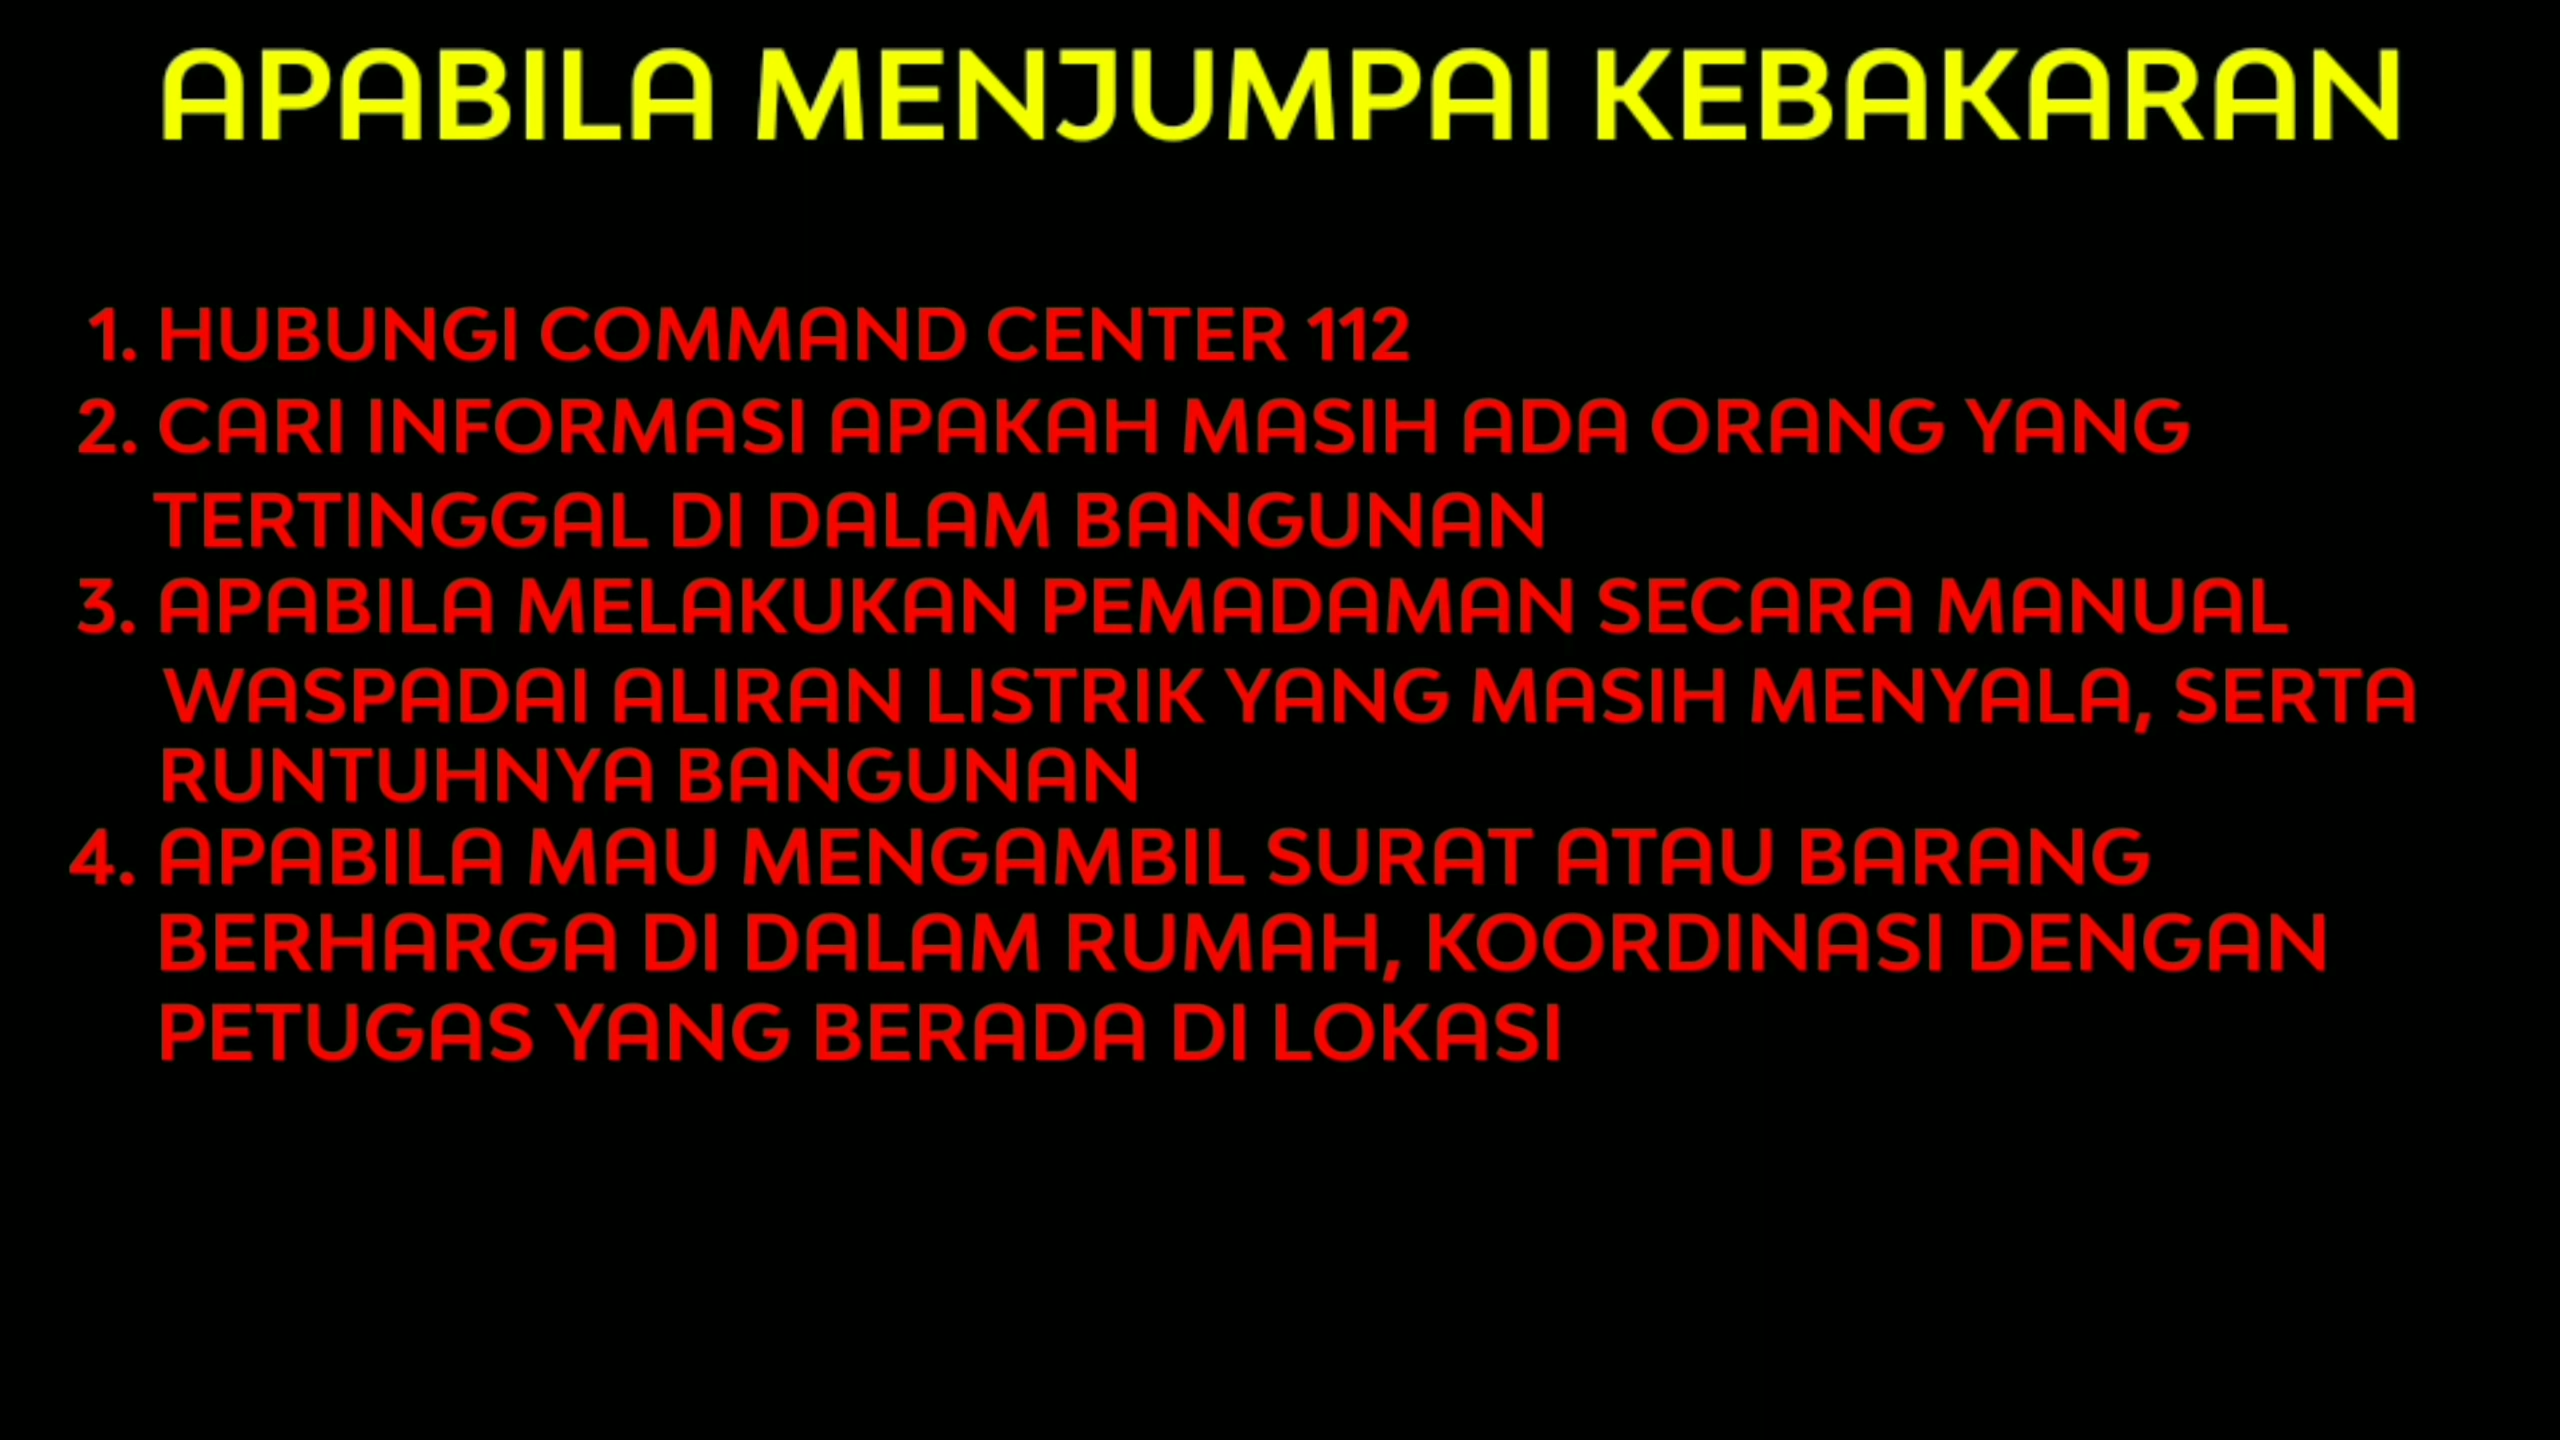 APABILA MENJUMPAI KEBAKARAN
1. HUBUNGI COMMAND CENTER 112
2. CARI INFORMASI APAKAH MASIH ADA ORANG YANG
TERTINGGAL DI DALAM BANGUNAN
3. APABILA MELAKUKAN PEMADAMAN SECARA MANUAL
WASPADAI ALIRAN LISTRIK YANG MASIH MENYALA, SERTA
RUNTUHNYA BANGUNAN
4. APABILA MAU MENGAMBIL SURAT ATAU BARANG
BERHARGA DI DALAM RUMAH, KOORDINASI DENGAN
PETUGAS YANG BERADA DI LOKASI